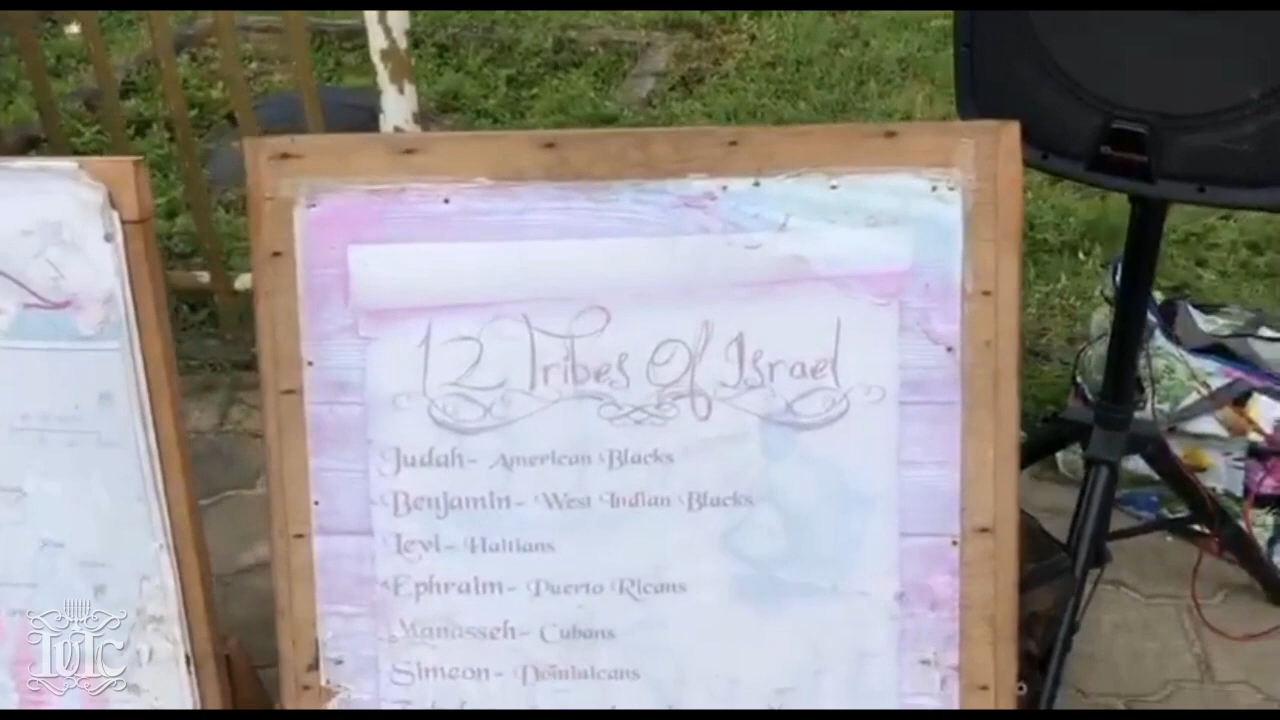 12 Tribes Of Israel
Judah- American Blacks
Benjamin- West Indian Blacks
Levi- Haitians
Ephraim- Puerto Ricans
Manasseh- Cubans
Simeon- Dominicans
IUIC